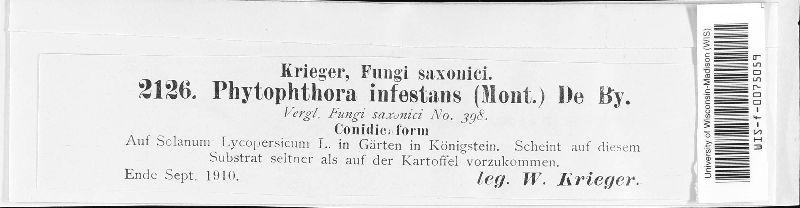 Krieger, Fungi saxonici.
2126. Phytophthora infestans (Mont.) De By.
Vergl. Fungi saxonici No. 398.
Conidienform
Auf Solanum Lycopersicum L. in Gärten in Königstein. Scheint auf diesem
Substrat seltner als auf der Kartoffel vorzukommen.
Ende Sept. 1910.
leg. W. Krieger.
University of Wisconsin-Madison (WIS)
WIS-f-0075059